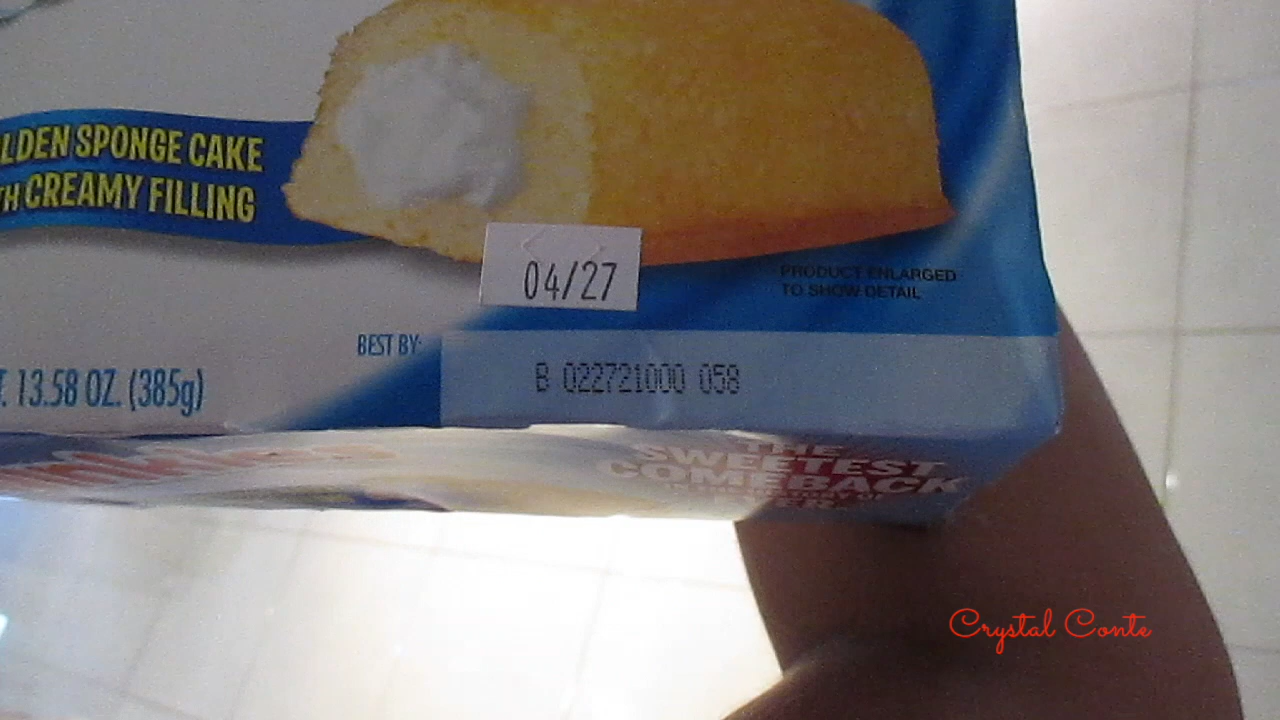 LDEN SPONGE CAKE
TH CREAMY FILLING
04/27
PRODUCT ENLARGED
TO SHOW DETAIL
BEST BY:
T. 13.58 OZ. (385g)
B 022721000 058
THE
SWEETEST
COMEBACK
Crystal Conte